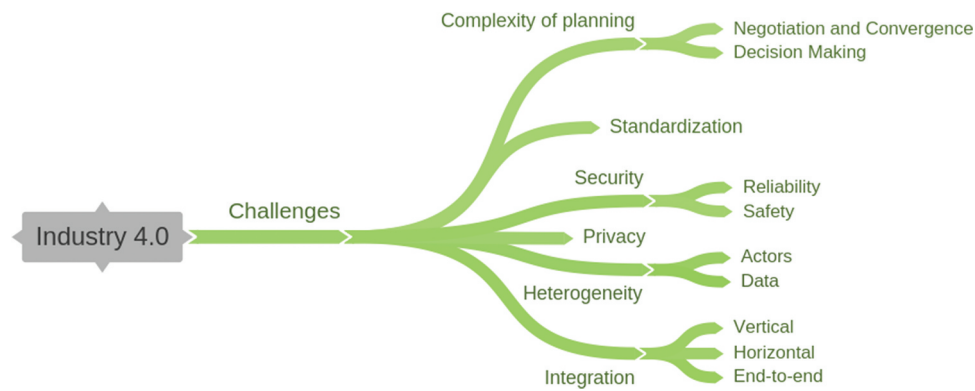 Complexity of planning
Negotiation and Convergence
Decision Making
Standardization
Security
Reliability
Safety
Challenges
Industry 4.0
Privacy
Actors
Data
Heterogeneity
Vertical
Horizontal
End-to-end
Integration